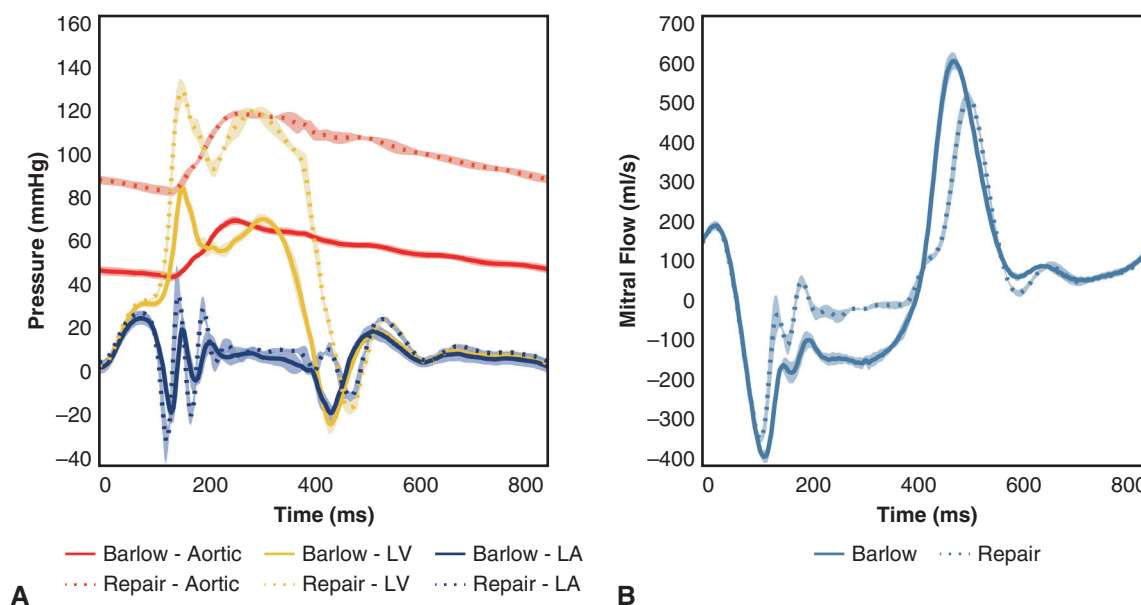 160
140
120
100
80
60
40
20
0
–20
–40
Pressure (mmHg)
0 200 400 600 800
Time (ms)
Barlow - Aortic Barlow - LV Barlow - LA
Repair - Aortic Repair - LV Repair - LA
A
700
600
500
400
300
200
100
0
–100
–200
–300
–400
Mitral Flow (ml/s)
0 200 400 600 800
Time (ms)
Barlow Repair
B